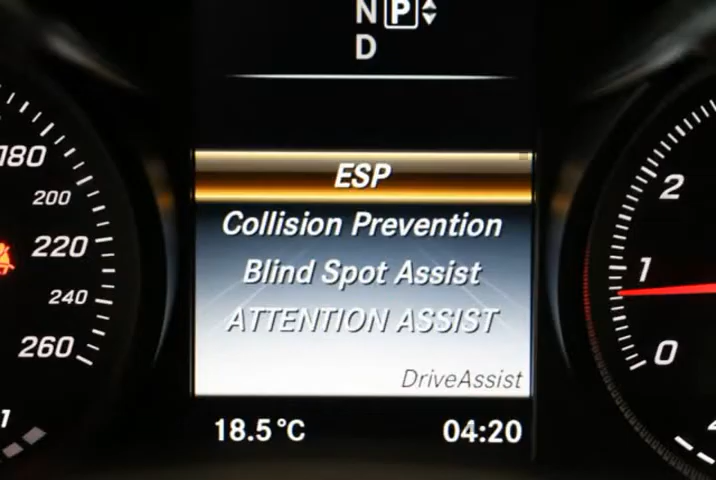 N P
D
ESP
Collision Prevention
Blind Spot Assist
ATTENTION ASSIST
DriveAssist
18.5°C
04:20
180
200
220
240
260
1
2
1
0